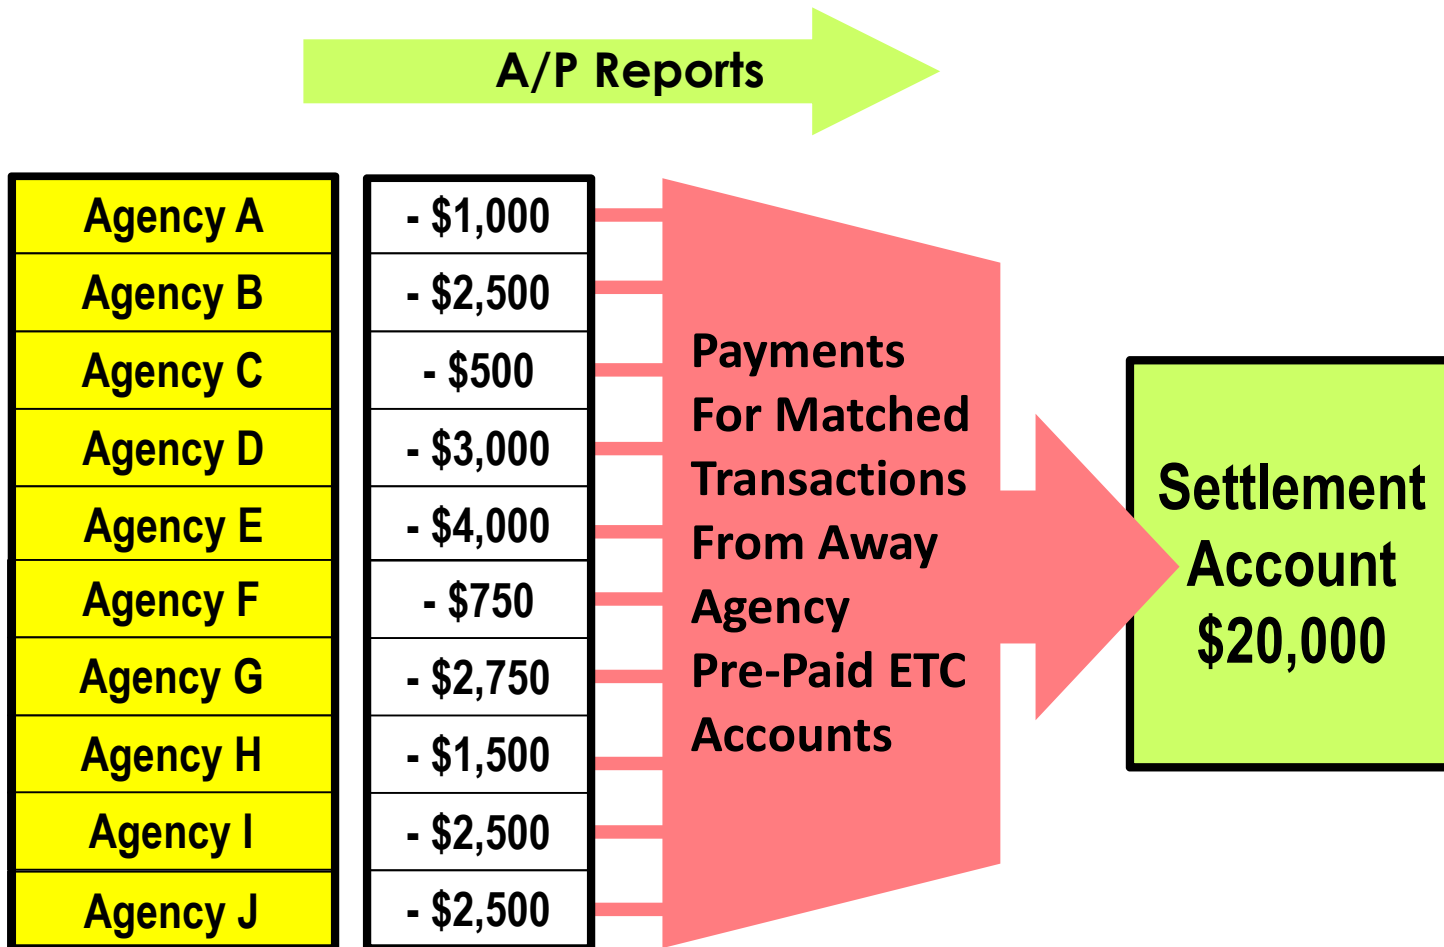 A/P Reports
Agency A - $1,000
Agency B - $2,500
Agency C - $500
Agency D - $3,000
Agency E - $4,000
Agency F - $750
Agency G - $2,750
Agency H - $1,500
Agency I - $2,500
Agency J - $2,500
Payments
For Matched
Transactions
From Away
Agency
Pre-Paid ETC
Accounts
Settlement
Account
$20,000